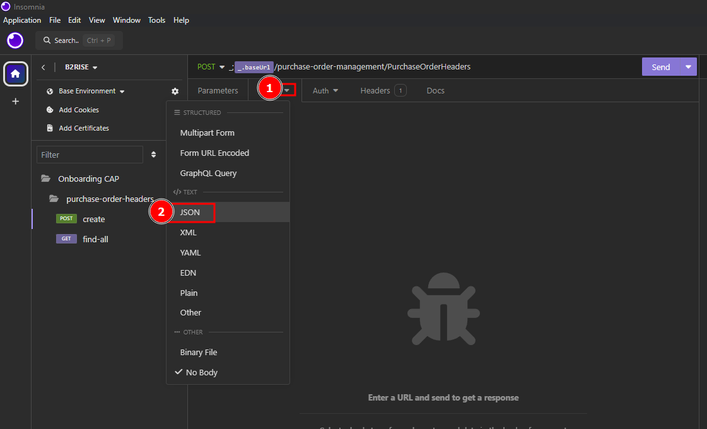 Insomnia
Application File Edit View Window Tools Help
Search.. Ctrl + P
B2RISE
POST _.baseUrl /purchase-order-management/PurchaseOrderHeaders Send
Base Environment
Add Cookies
Add Certificates
Parameters 1 Auth Headers 1 Docs
STRUCTURED
Multipart Form
Form URL Encoded
GraphQL Query
TEXT
2 JSON
XML
YAML
EDN
Plain
Other
OTHER
Binary File
No Body
Filter
Onboarding CAP
purchase-order-headers
POST create
GET find-all
Enter a URL and send to get a response